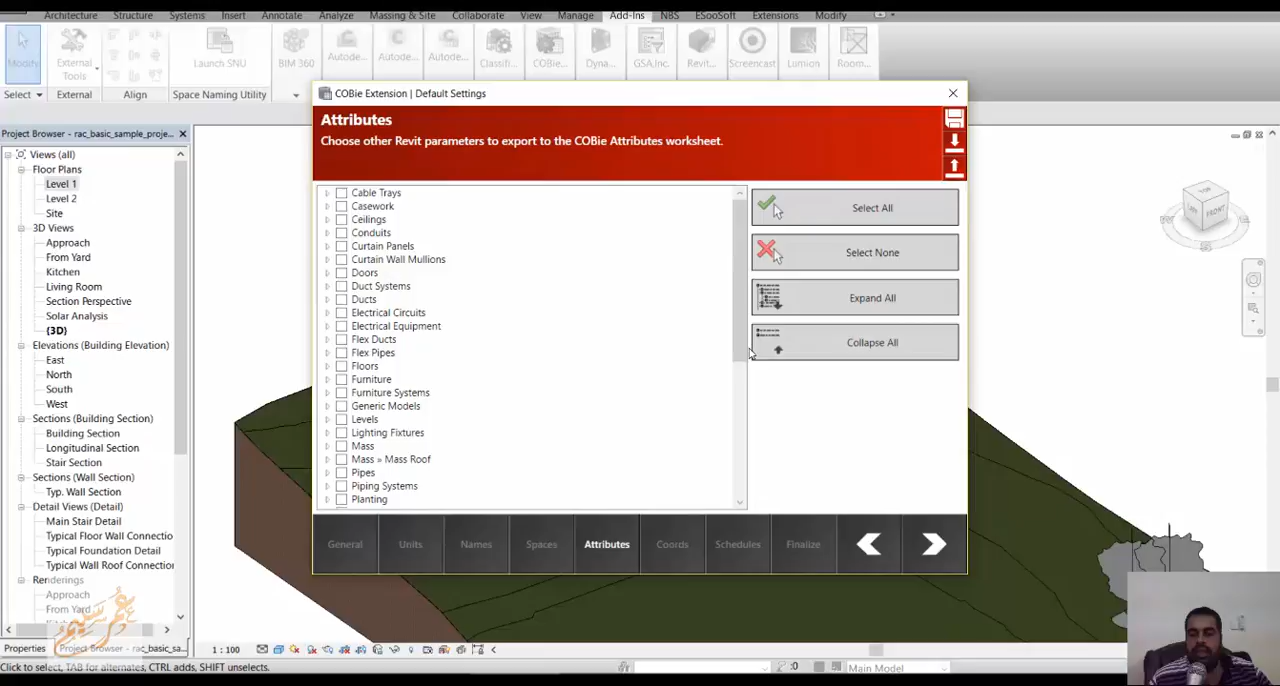 Architecture Structure Systems Insert Annotate Analyze Massing & Site Collaborate View Manage Add-Ins NBS ESooSoft Extensions Modify
Modify External Tools Launch SNU BIM 360 Autode... Autode... Autode... Classifi... COBie... Dyna... GSA.Inc. Revit... Screencast Lumion Room...
Select External Align Space Naming Utility
COBie Extension | Default Settings
Attributes
Choose other Revit parameters to export to the COBie Attributes worksheet.
Project Browser - rac_basic_sample_proje...
Views (all)
Floor Plans
Level 1
Level 2
Site
3D Views
Approach
From Yard
Kitchen
Living Room
Section Perspective
Solar Analysis
{3D}
Elevations (Building Elevation)
East
North
South
West
Sections (Building Section)
Building Section
Longitudinal Section
Stair Section
Sections (Wall Section)
Typ. Wall Section
Detail Views (Detail)
Main Stair Detail
Typical Floor Wall Connectio
Typical Foundation Detail
Typical Wall Roof Connection
Renderings
Approach
From Yard
Properties Project Browser - rac_basic_sa...
Cable Trays
Casework
Ceilings
Conduits
Curtain Panels
Curtain Wall Mullions
Doors
Duct Systems
Ducts
Electrical Circuits
Electrical Equipment
Flex Ducts
Flex Pipes
Floors
Furniture
Furniture Systems
Generic Models
Levels
Lighting Fixtures
Mass
Mass » Mass Roof
Pipes
Piping Systems
Planting
Select All
Select None
Expand All
Collapse All
General Units Names Spaces Attributes Coords Schedules Finalize
FRONT
1 : 100
Click to select, TAB for alternates, CTRL adds, SHIFT unselects.
:0
Main Model